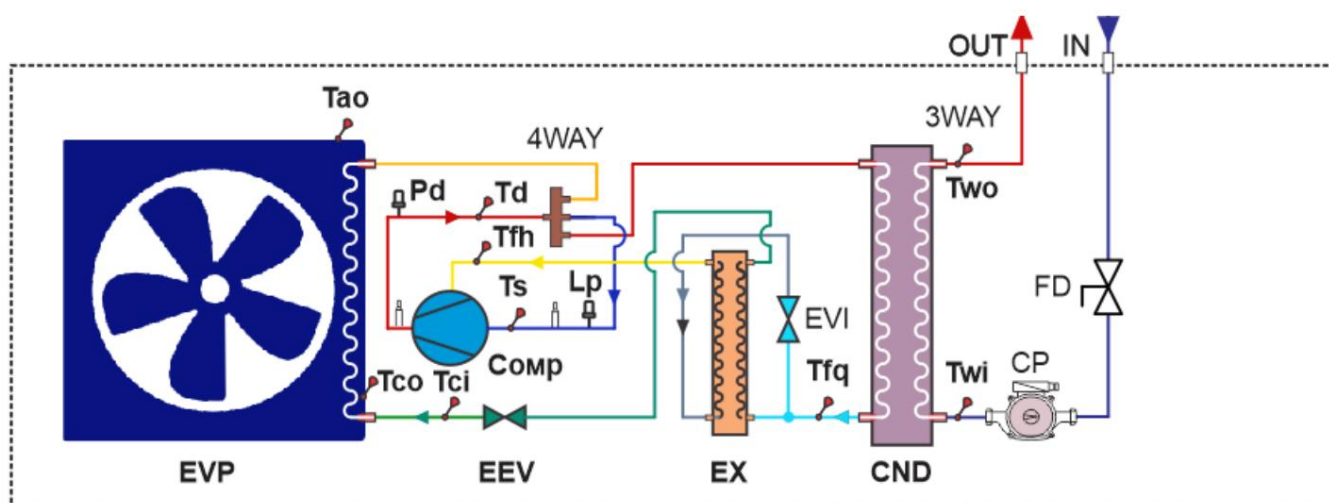 OUT
IN
Tao
4WAY
3WAY
Pd
Td
Two
Tfh
Ts
Lp
FD
EVI
Comp
Tco
Tci
Tfq
Twi
CP
EVP
EEV
EX
CND